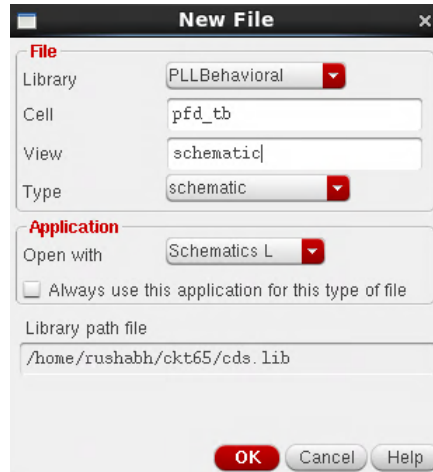 New File ×
File
Library PLLBehavioral
Cell pfd_tb
View schematic
Type schematic
Application
Open with Schematics L
Always use this application for this type of file
Library path file
/home/rushabh/ckt65/cds.lib
OK Cancel Help